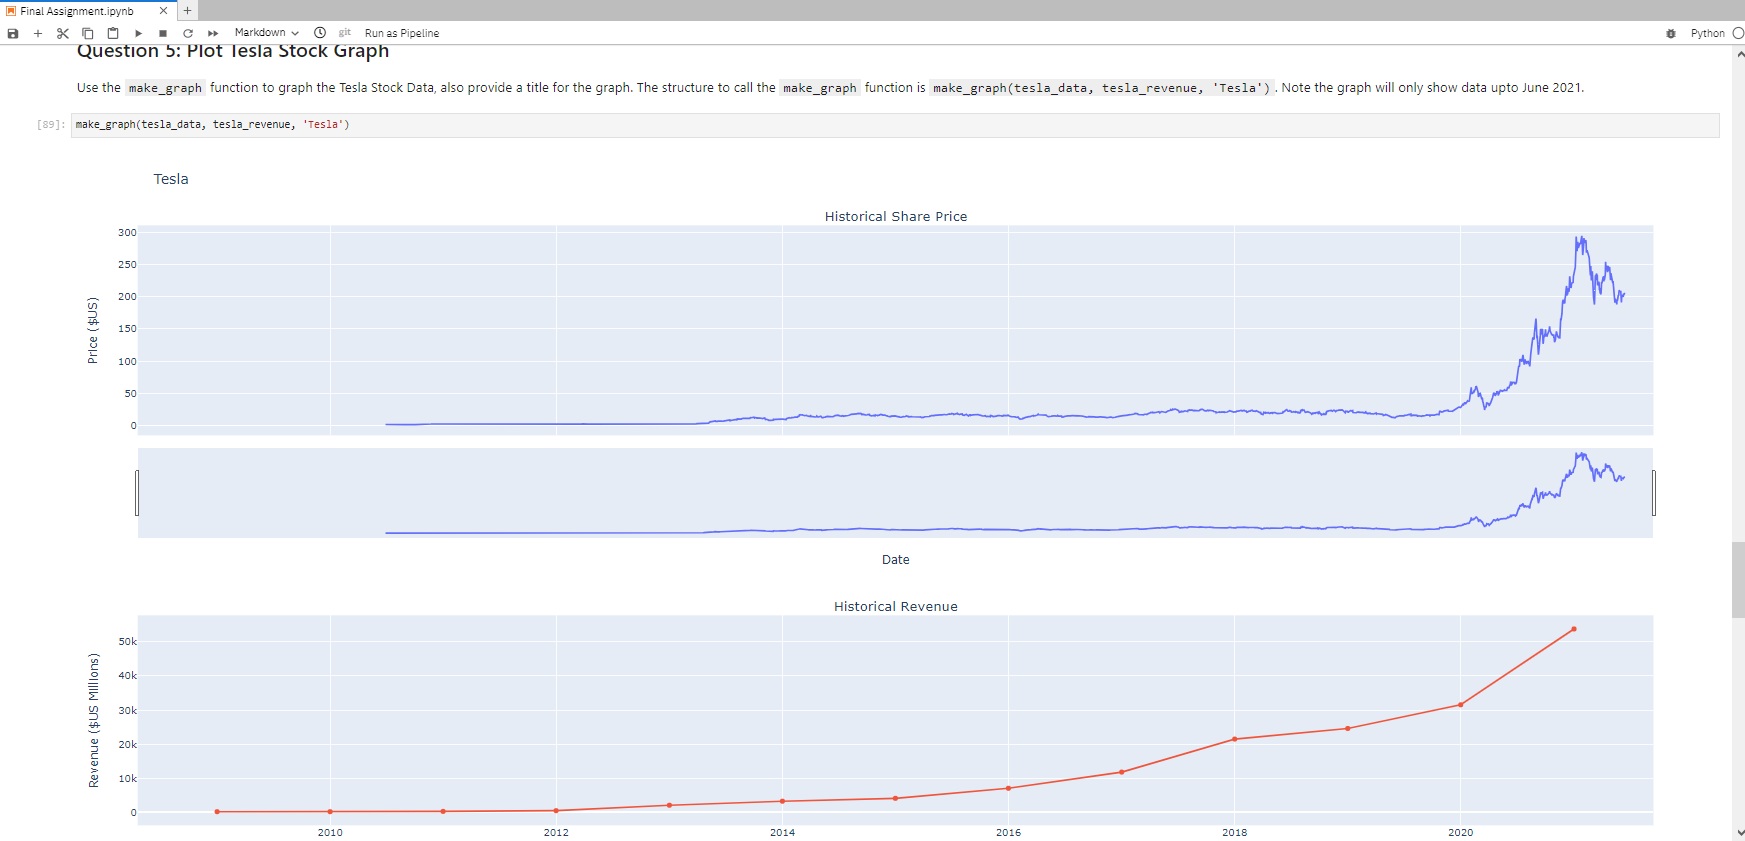 Final Assignment.ipynb
Markdown git Run as Pipeline Python
Question 5: Plot Tesla Stock Graph
Use the make_graph function to graph the Tesla Stock Data, also provide a title for the graph. The structure to call the make_graph function is make_graph(tesla_data, tesla_revenue, 'Tesla') . Note the graph will only show data upto June 2021.
[89]: make_graph(tesla_data, tesla_revenue, 'Tesla')
Tesla
Historical Share Price
300
250
200
150
100
50
0
Price ($US)
Date
Historical Revenue
50k
40k
30k
20k
10k
0
Revenue ($US Millions)
2010 2012 2014 2016 2018 2020